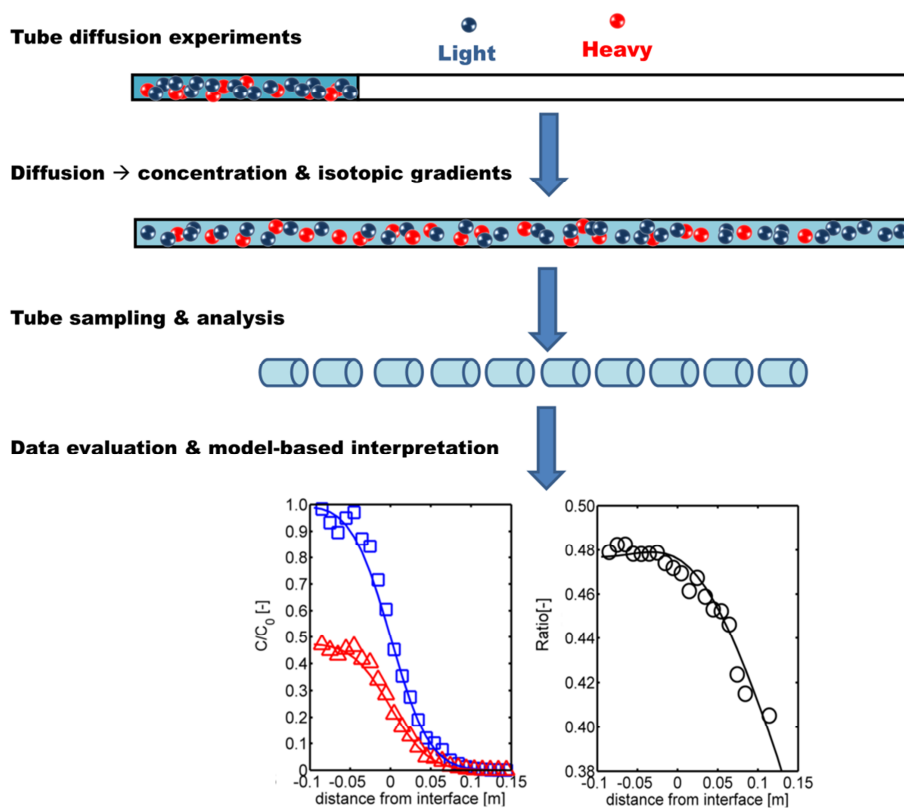 Tube diffusion experiments
Light
Heavy
Diffusion → concentration & isotopic gradients
Tube sampling & analysis
Data evaluation & model-based interpretation
1.0
0.9
0.8
0.7
0.6
0.5
0.4
0.3
0.2
0.1
0
C/C₀ [-]
-0.1 -0.05 0 0.05 0.1 0.15
distance from interface [m]
0.50
0.48
0.46
0.44
0.42
0.40
0.38
Ratio[-]
-0.1 -0.05 0 0.05 0.1 0.15
distance from interface [m]